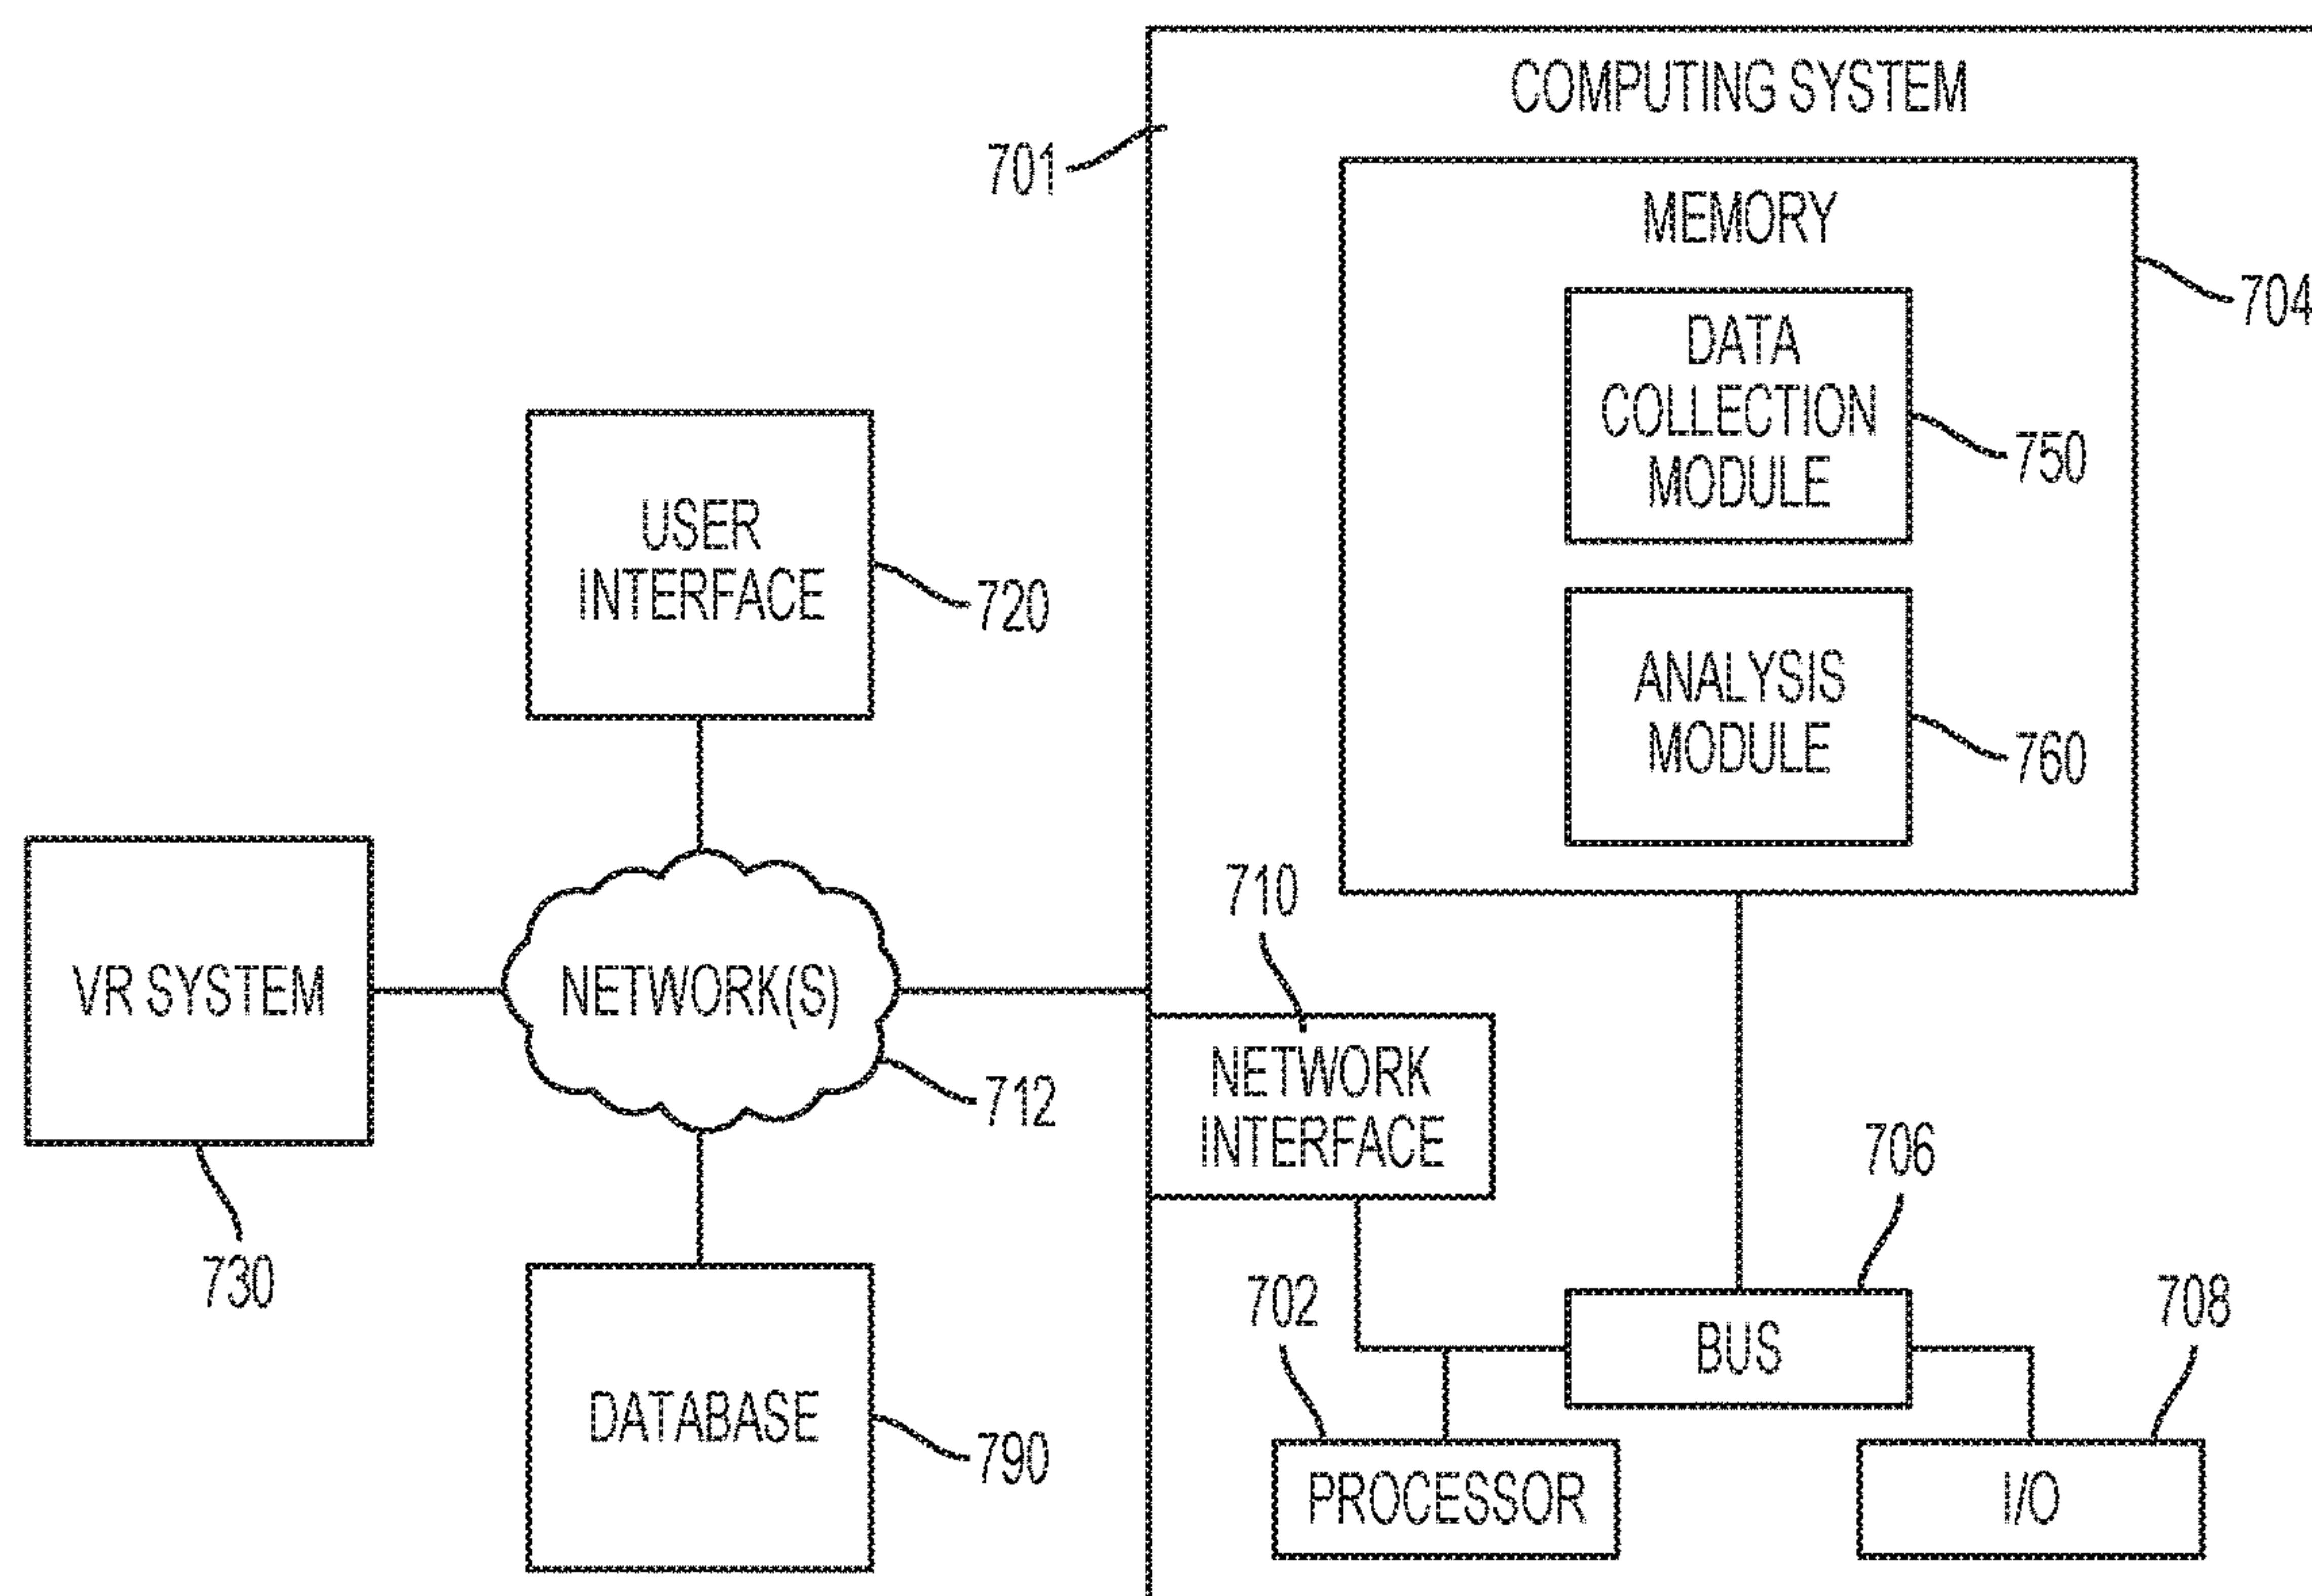 COMPUTING SYSTEM
701
MEMORY
704
DATA
COLLECTION
MODULE
750
USER
INTERFACE
720
ANALYSIS
MODULE
760
710
VR SYSTEM
NETWORK(S)
712
NETWORK
INTERFACE
706
730
702
708
BUS
DATABASE
790
PROCESSOR
I/O